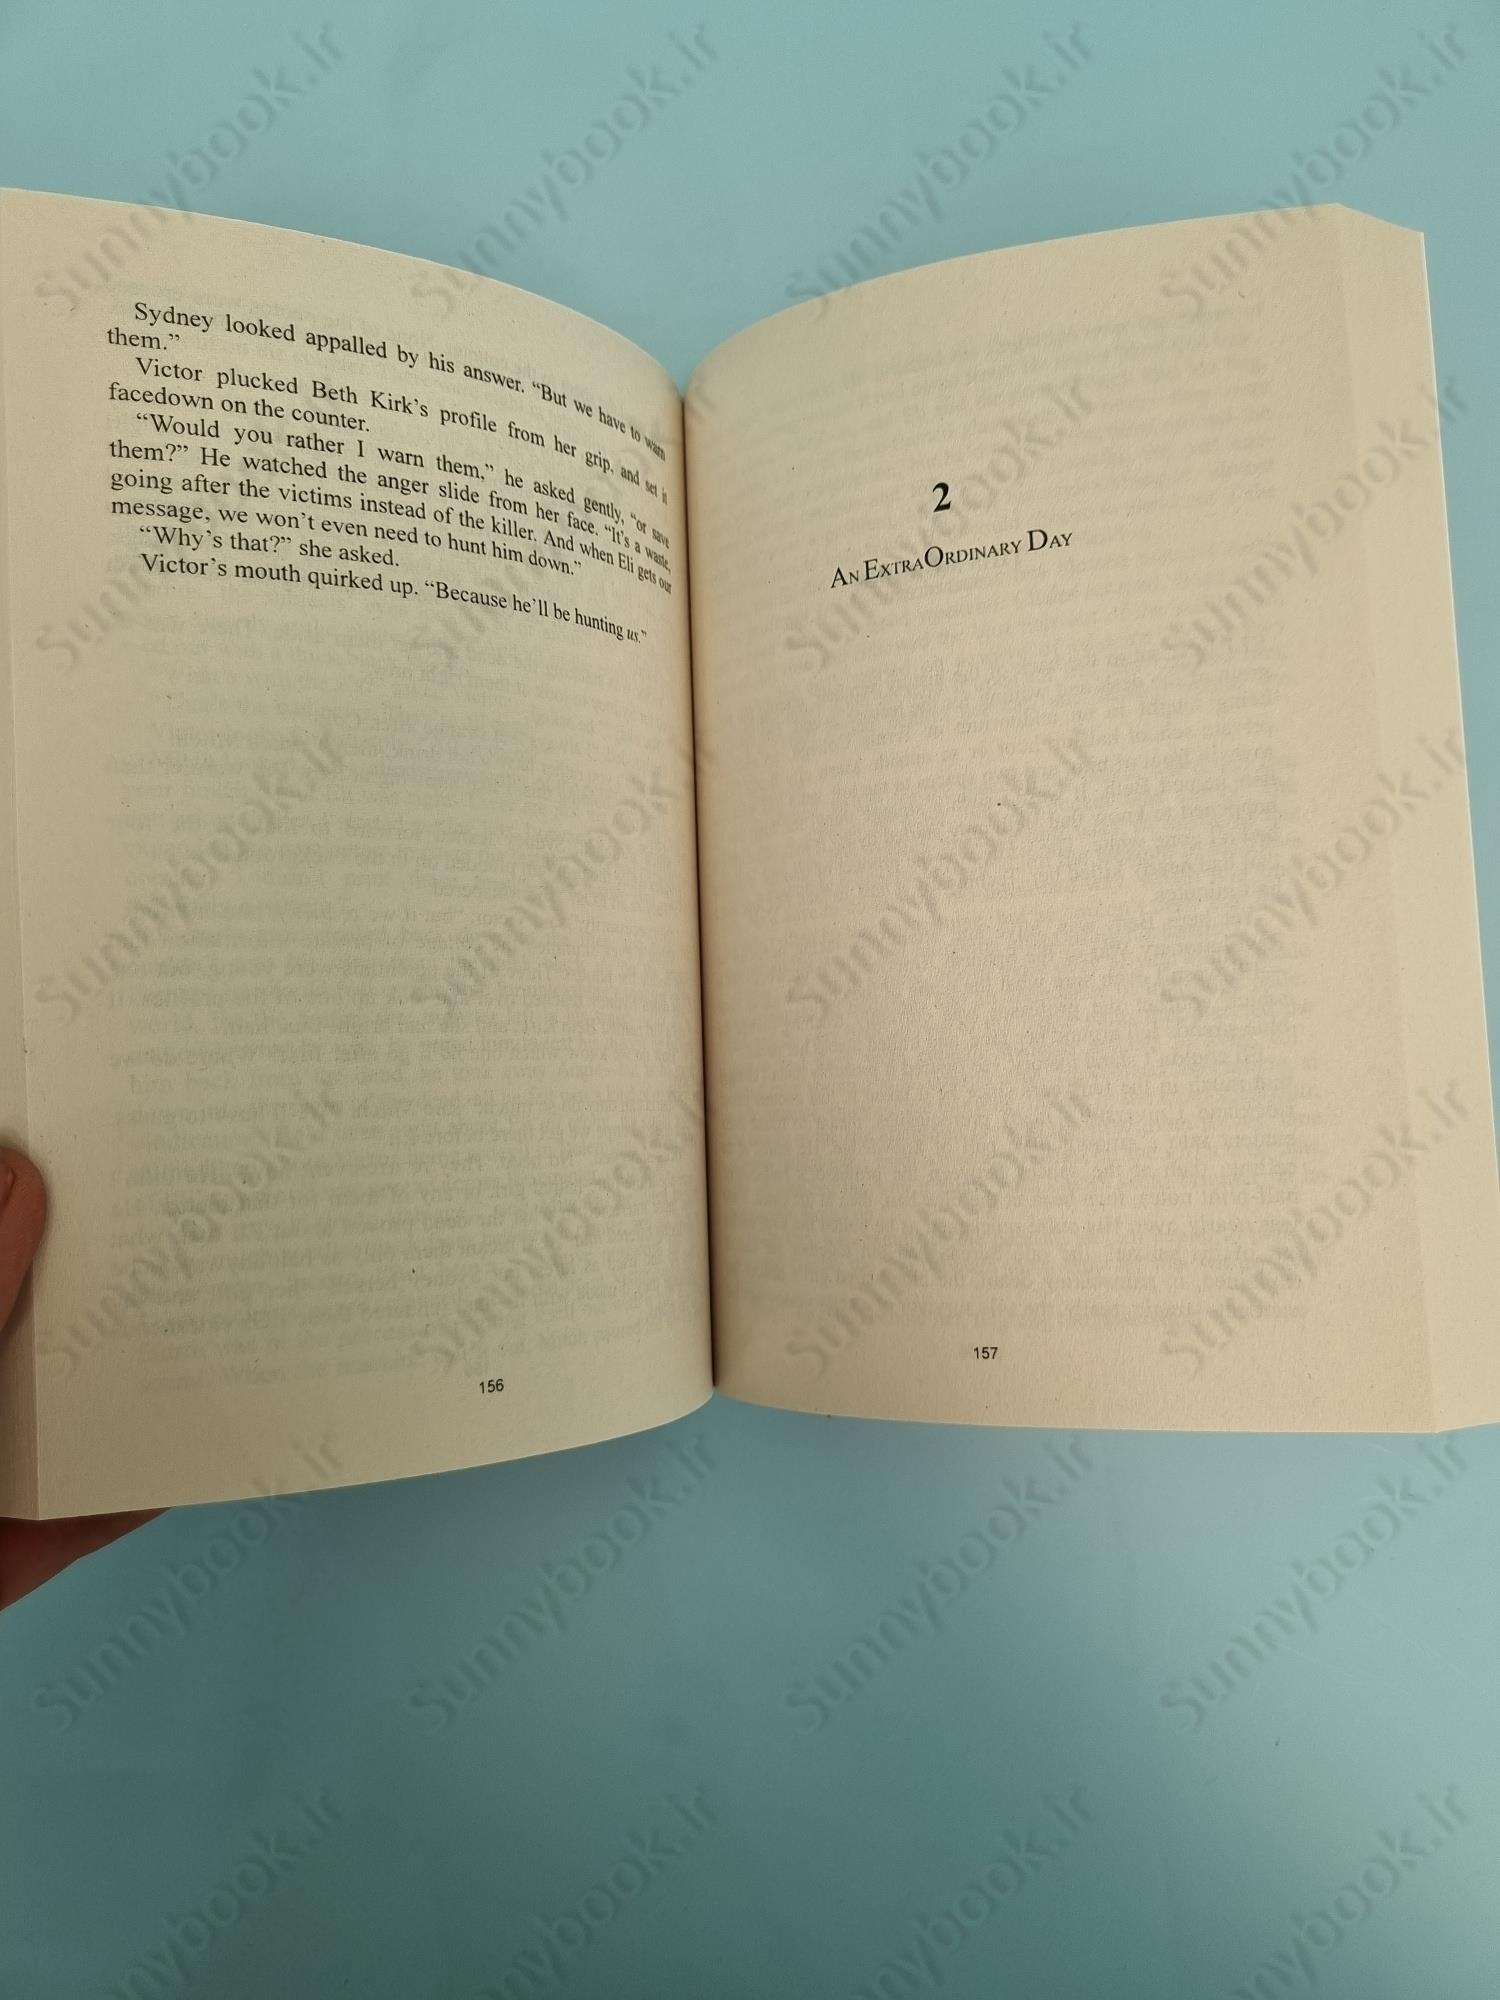 Sydney looked appalled by his answer. “But we have to warn
them.”
Victor plucked Beth Kirk’s profile from her grip, and set it
facedown on the counter.
“Would you rather I warn them,” he asked gently, “or save
them?” He watched the anger slide from her face. “It’s a waste,
going after the victims instead of the killer. And when Eli gets our
message, we won’t even need to hunt him down.”
“Why’s that?” she asked.
Victor’s mouth quirked up. “Because he’ll be hunting us.”
156
2
AN EXTRAORDINARY DAY
157
Sunnybook.ir